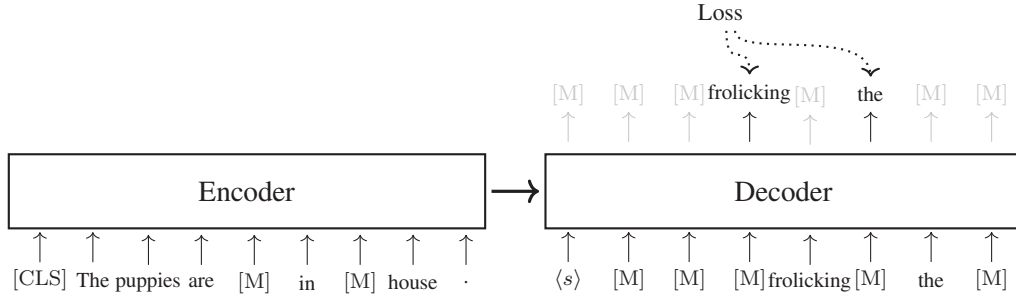 Loss
[M] [M] [M] frolicking [M] the [M] [M]
Encoder Decoder
[CLS] The puppies are [M] in [M] house . ⟨s⟩ [M] [M] [M] frolicking [M] the [M]